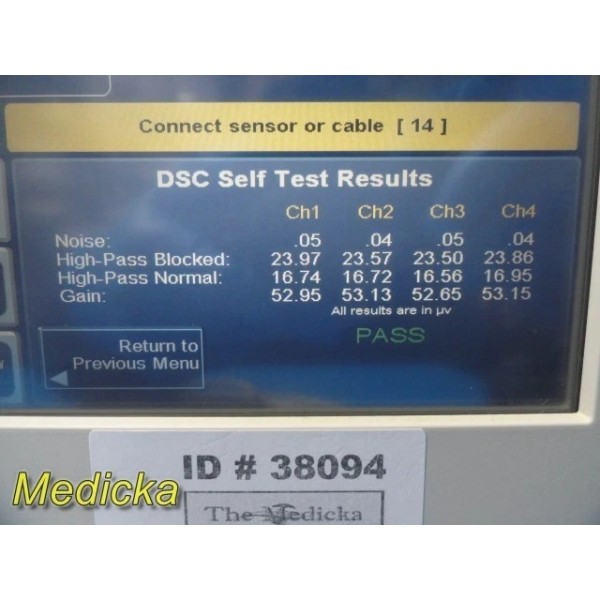 Connect sensor or cable [ 14 ]
DSC Self Test Results
Ch1 Ch2 Ch3 Ch4
Noise: .05 .04 .05 .04
High-Pass Blocked: 23.97 23.57 23.50 23.86
High-Pass Normal: 16.74 16.72 16.56 16.95
Gain: 52.95 53.13 52.65 53.15
All results are in µv
PASS
Return to
Previous Menu
ID # 38094
Medicka
The Medicka